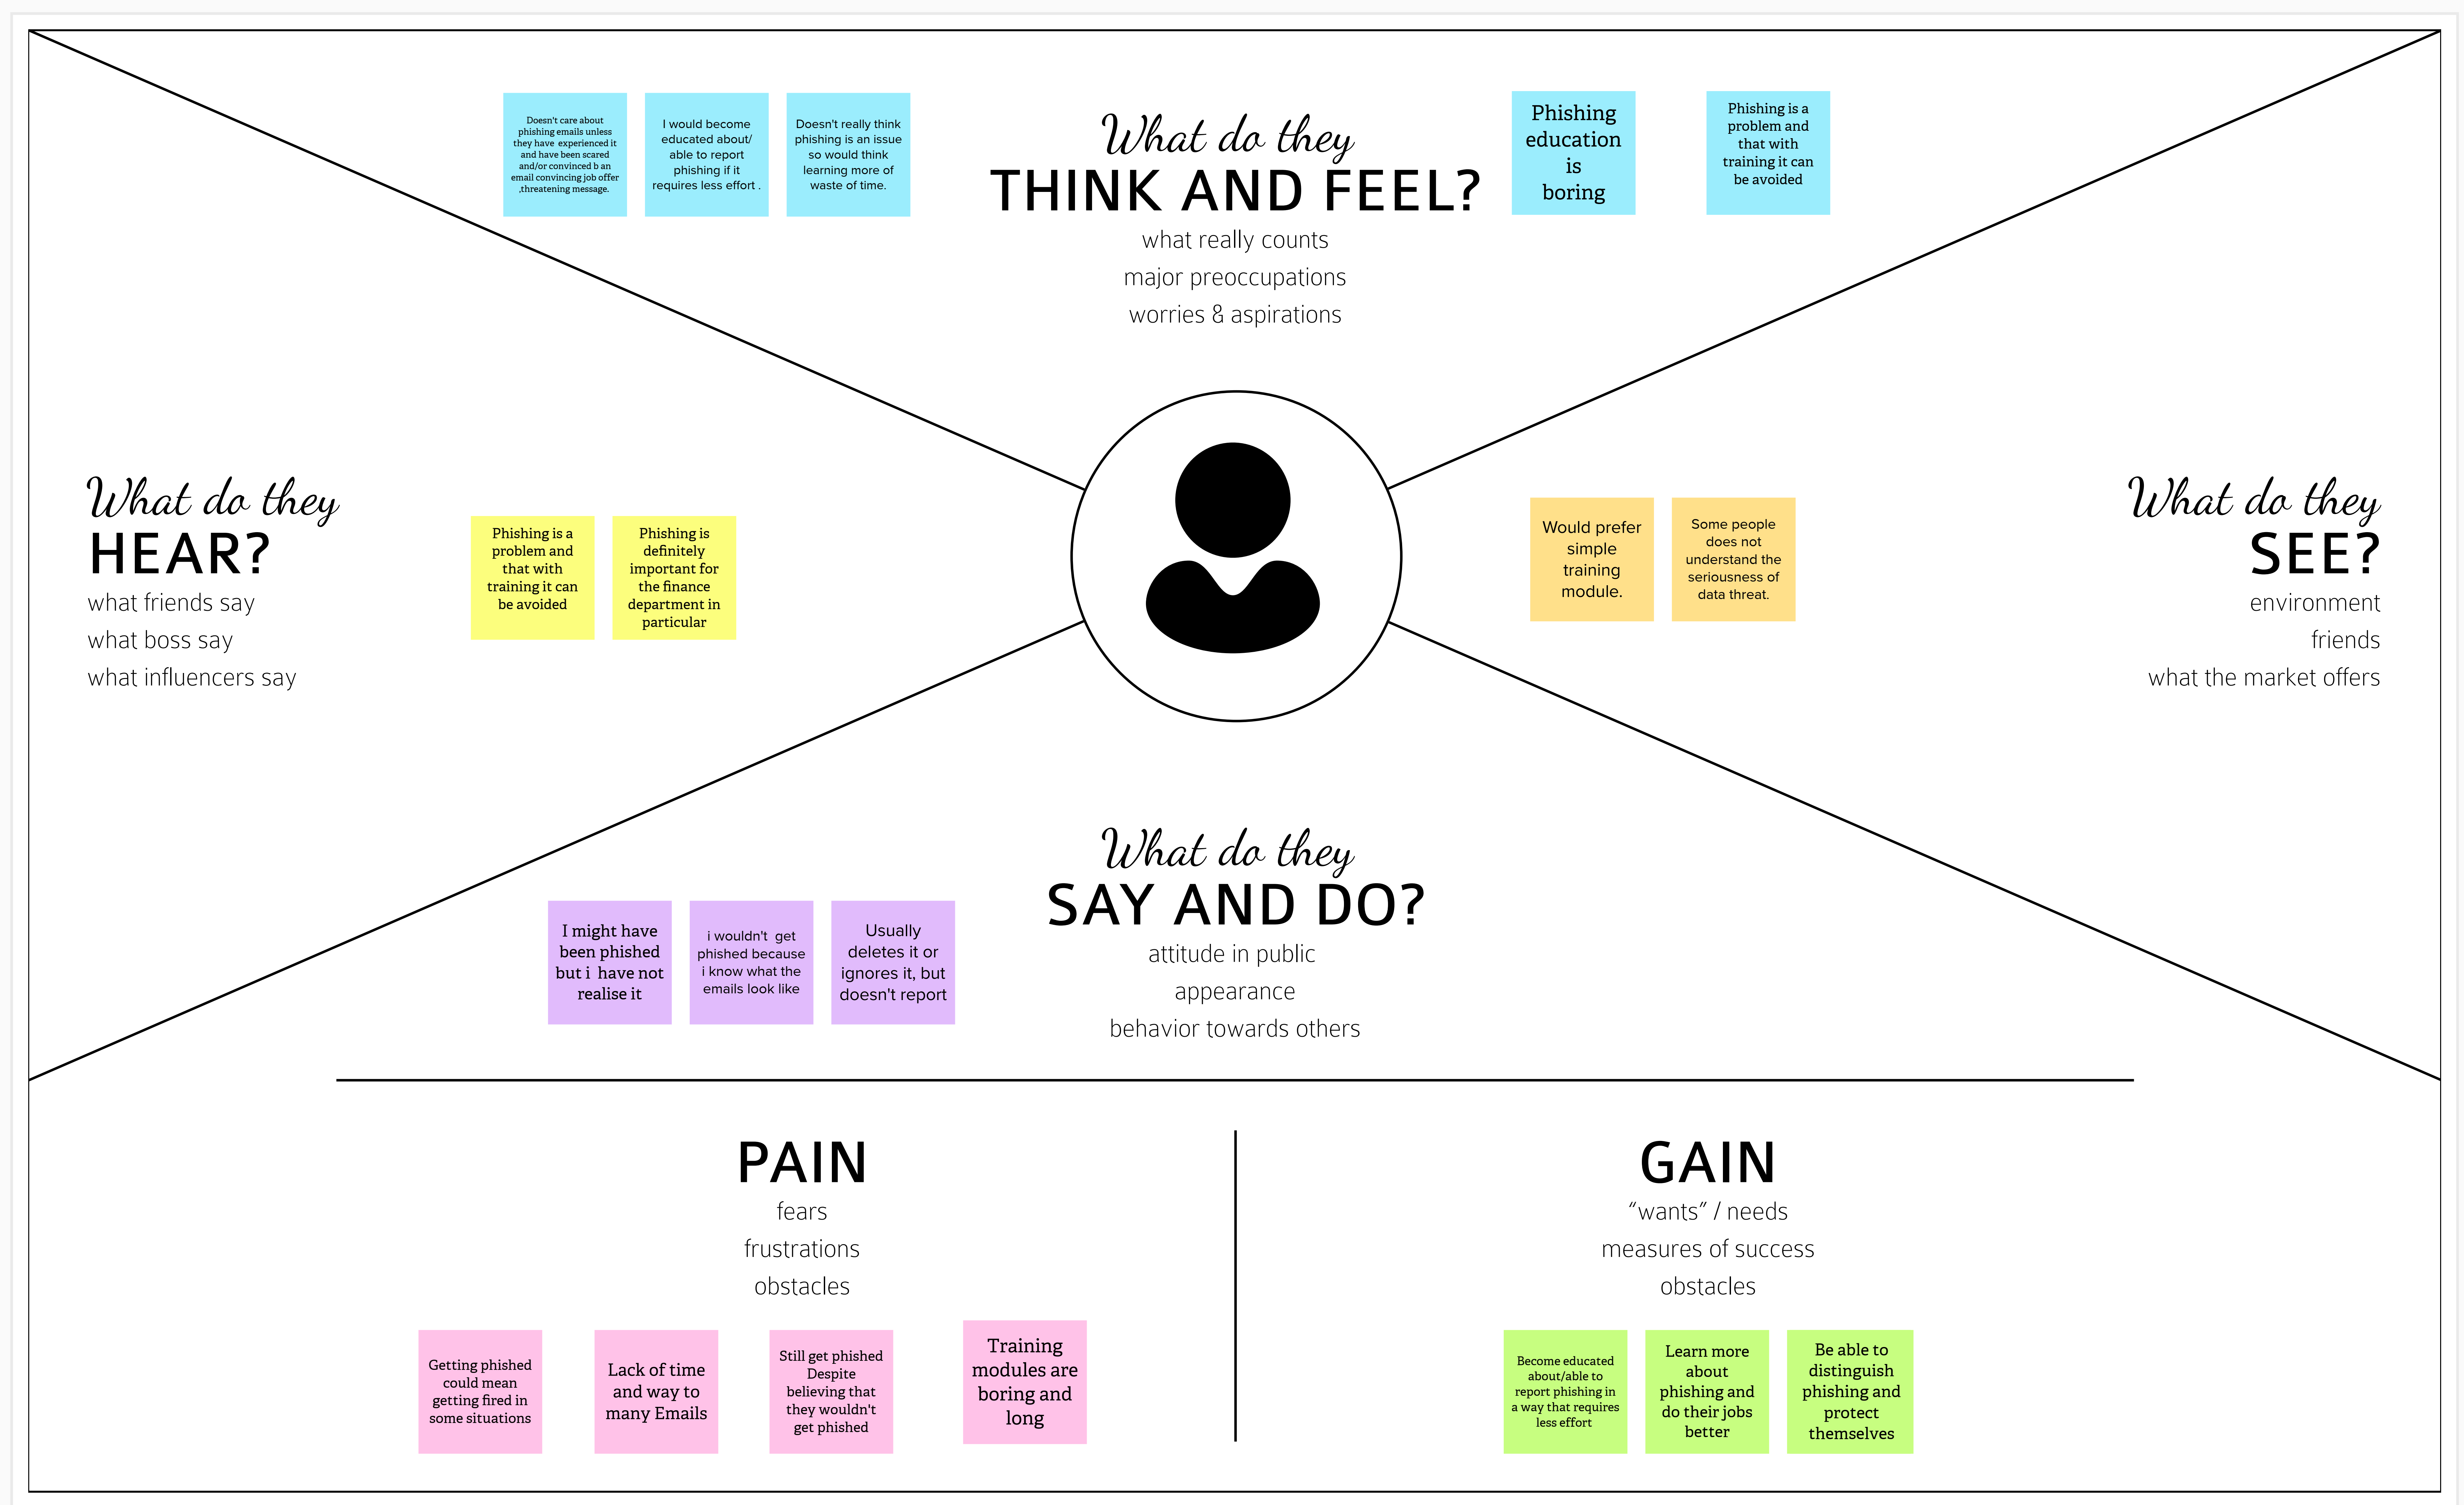 Doesn't care about
phishing emails unless
they have experienced it
and have been scared
and/or convinced b an
email convincing job offer
,threatening message.
I would become
educated about/
able to report
phishing if it
requires less effort .
Doesn't really think
phishing is an issue
so would think
learning more of
waste of time.
What do they
THINK AND FEEL?
what really counts
major preoccupations
worries & aspirations
Phishing
education
is
boring
Phishing is a
problem and
that with
training it can
be avoided
What do they
HEAR?
what friends say
what boss say
what influencers say
Phishing is a
problem and
that with
training it can
be avoided
Phishing is
definitely
important for
the finance
department in
particular
Would prefer
simple
training
module.
Some people
does not
understand the
seriousness of
data threat.
What do they
SEE?
environment
friends
what the market offers
What do they
SAY AND DO?
attitude in public
appearance
behavior towards others
I might have
been phished
but i have not
realise it
i wouldn't get
phished because
i know what the
emails look like
Usually
deletes it or
ignores it, but
doesn't report
PAIN
fears
frustrations
obstacles
Getting phished
could mean
getting fired in
some situations
Lack of time
and way to
many Emails
Still get phished
Despite
believing that
they wouldn't
get phished
Training
modules are
boring and
long
GAIN
“wants” / needs
measures of success
obstacles
Become educated
about/able to
report phishing in
a way that requires
less effort
Learn more
about
phishing and
do their jobs
better
Be able to
distinguish
phishing and
protect
themselves